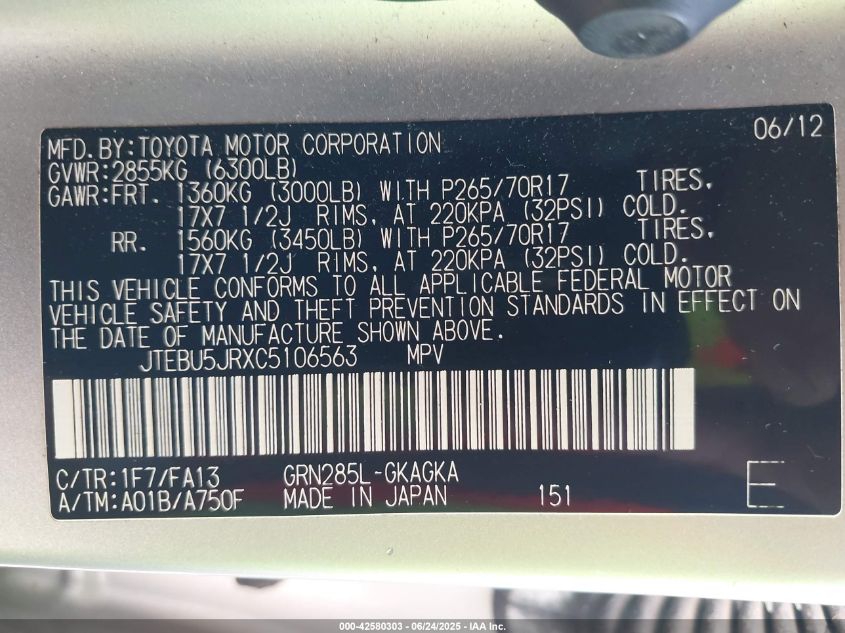 06/12
MFD.BY:TOYOTA MOTOR CORPORATION
GVWR:2855KG (6300LB)
GAWR:FRT. 1360KG (3000LB) WITH P265/70R17 TIRES,
17X7 1/2J RIMS, AT 220KPA (32PSI) COLD.
RR. 1560KG (3450LB) WITH P265/70R17 TIRES,
17X7 1/2J RIMS, AT 220KPA (32PSI) COLD.
THIS VEHICLE CONFORMS TO ALL APPLICABLE FEDERAL MOTOR
VEHICLE SAFETY AND THEFT PREVENTION STANDARDS IN EFFECT ON
THE DATE OF MANUFACTURE SHOWN ABOVE.
JTEBU5JRXC5106563 MPV
C/TR:1F7/FA13 GRN285L-GKAGKA
A/TM:A01B/A750F MADE IN JAPAN 151 E
000-42580303 - 06/24/2025 - IAA Inc.